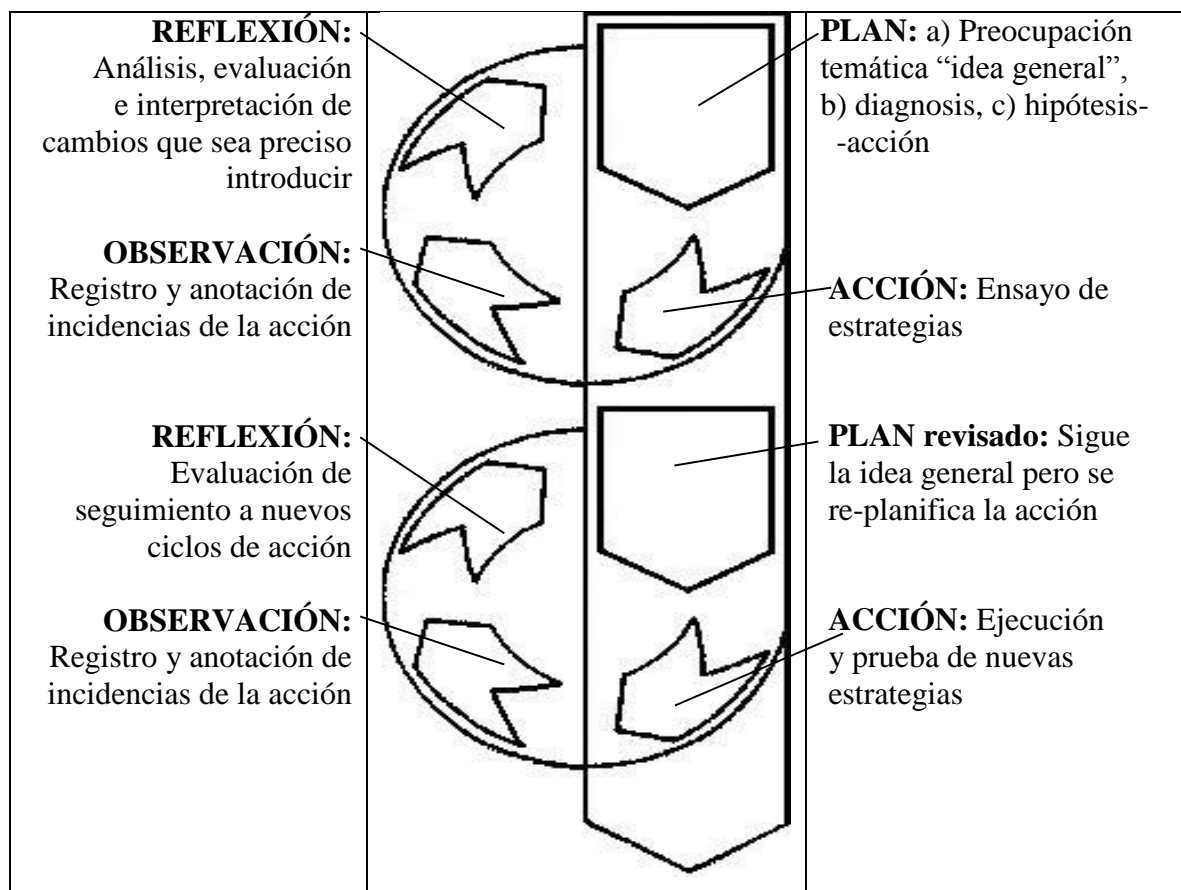 REFLEXIÓN:
Análisis, evaluación
e interpretación de
cambios que sea preciso
introducir
OBSERVACIÓN:
Registro y anotación de
incidencias de la acción
REFLEXIÓN:
Evaluación de
seguimiento a nuevos
ciclos de acción
OBSERVACIÓN:
Registro y anotación de
incidencias de la acción
PLAN: a) Preocupación
temática “idea general”,
b) diagnosis, c) hipótesis-
-acción
ACCIÓN: Ensayo de
estrategias
PLAN revisado: Sigue
la idea general pero se
re-planifica la acción
ACCIÓN: Ejecución
y prueba de nuevas
estrategias